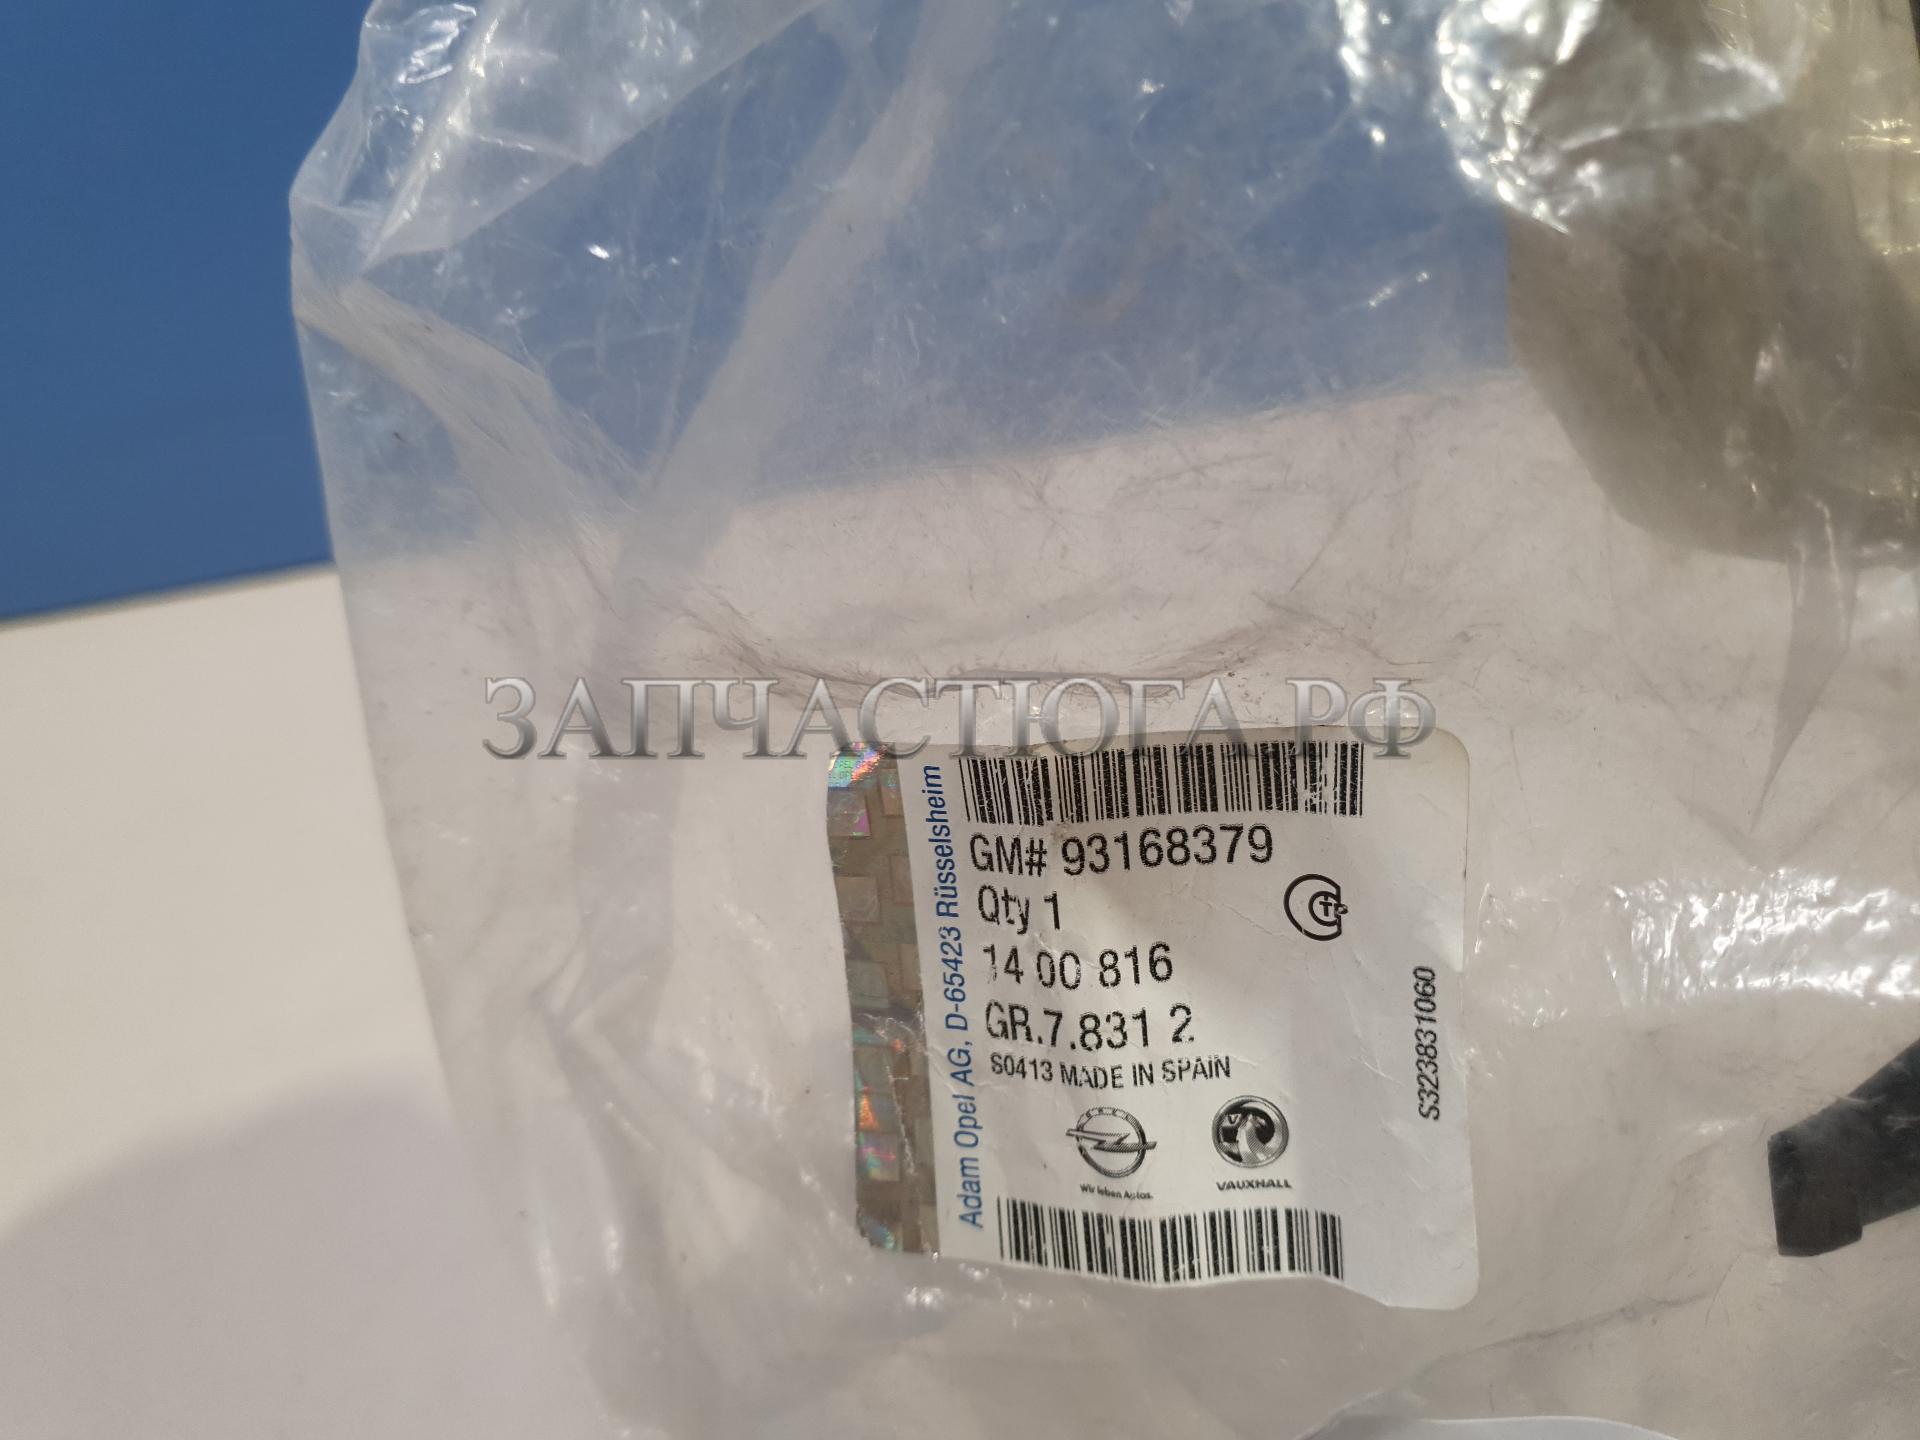 ЗАПЧАСТЮГА.РФ
Adam Opel AG, D-65423 Rüsselsheim
GM# 93168379
Qty 1
14 00 816
GR.7.831 2
S0413 MADE IN SPAIN
OPEL
Wir leben Autos.
VAUXHALL
S323831060